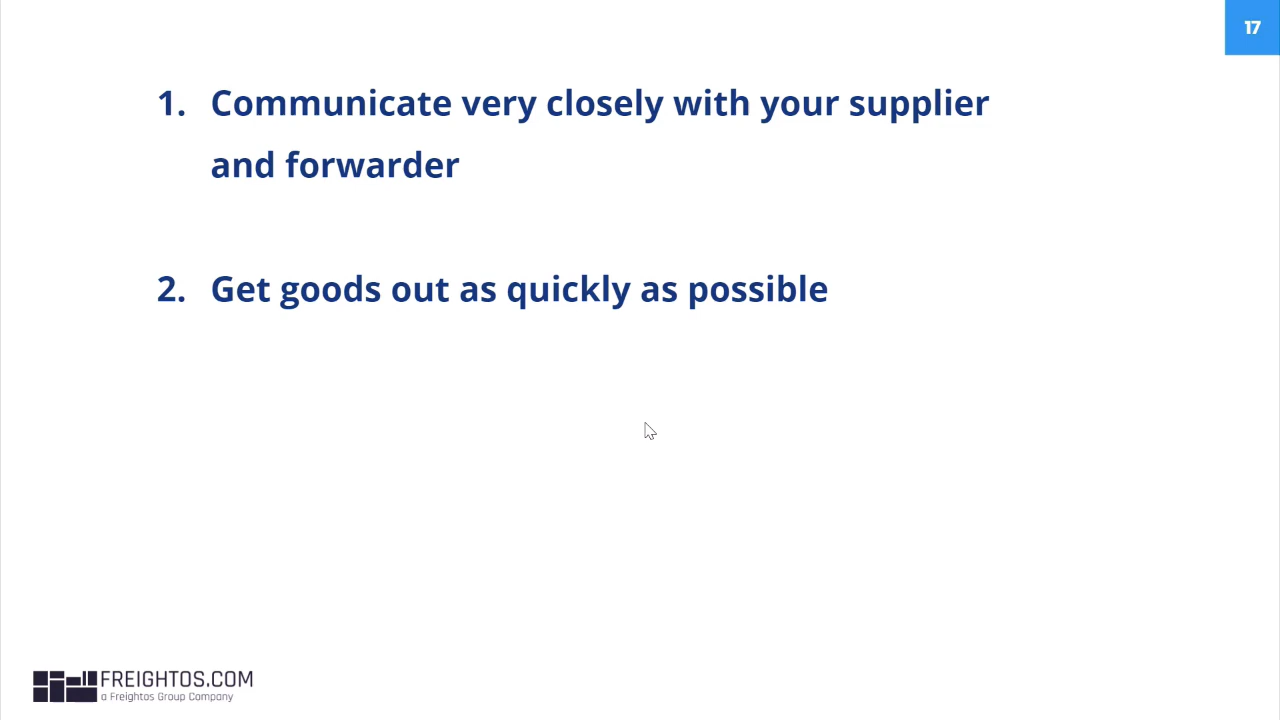 17
1. Communicate very closely with your supplier
and forwarder
2. Get goods out as quickly as possible
FREIGHTOS.COM
a Freightos Group Company